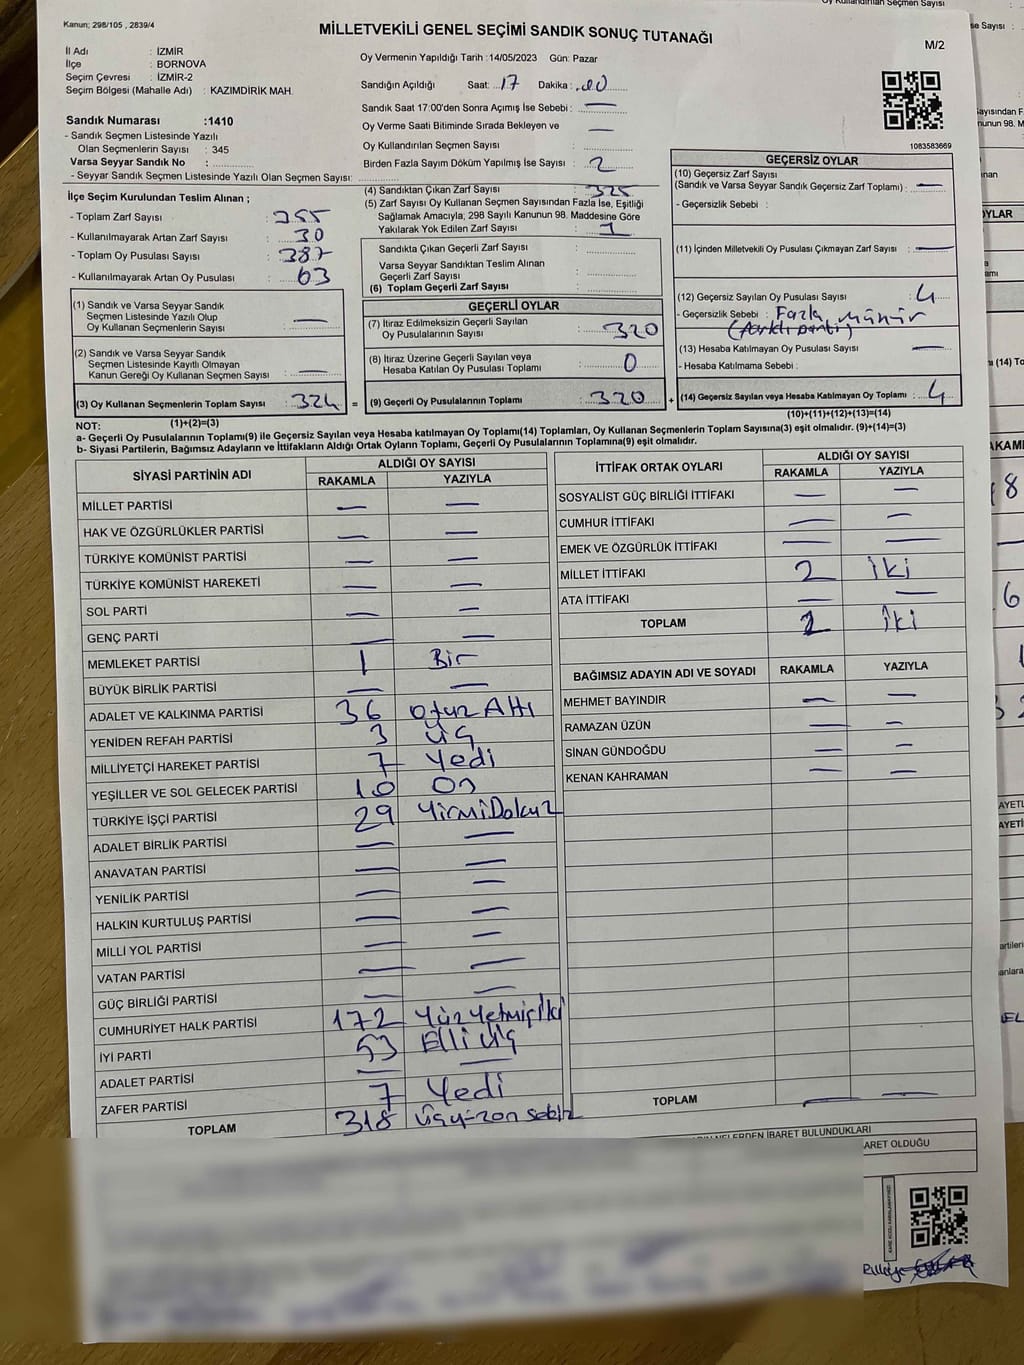 Kanun; 298/105 , 2839/4
MİLLETVEKİLİ GENEL SEÇİMİ SANDIK SONUÇ TUTANAĞI
M/2
İl Adı : İZMİR
İlçe : BORNOVA
Seçim Çevresi : İZMİR-2
Seçim Bölgesi (Mahalle Adı) : KAZIMDİRİK MAH.
Oy Vermenin Yapıldığı Tarih :14/05/2023 Gün: Pazar
Sandığın Açıldığı Saat: 17 Dakika : 00
Sandık Saat 17:00'den Sonra Açımış İse Sebebi : —
Oy Verme Saati Bitiminde Sırada Bekleyen ve
Oy Kullandırılan Seçmen Sayısı : —
Birden Fazla Sayım Döküm Yapılmış İse Sayısı : 2
Sandık Numarası :1410
- Sandık Seçmen Listesinde Yazılı
Olan Seçmenlerin Sayısı : 345
Varsa Seyyar Sandık No :
- Seyyar Sandık Seçmen Listesinde Yazılı Olan Seçmen Sayısı:
İlçe Seçim Kurulundan Teslim Alınan ;
- Toplam Zarf Sayısı : 355
- Kullanılmayarak Artan Zarf Sayısı : 30
- Toplam Oy Pusulası Sayısı : 387
- Kullanılmayarak Artan Oy Pusulası : 63
(1) Sandık ve Varsa Seyyar Sandık
Seçmen Listesinde Yazılı Olup
Oy Kullanan Seçmenlerin Sayısı : —
(2) Sandık ve Varsa Seyyar Sandık
Seçmen Listesinde Kayıtlı Olmayan
Kanun Gereği Oy Kullanan Seçmen Sayısı : —
(3) Oy Kullanan Seçmenlerin Toplam Sayısı : 324 =
(1)+(2)=(3)
(4) Sandıktan Çıkan Zarf Sayısı : 325
(5) Zarf Sayısı Oy Kullanan Seçmen Sayısından Fazla İse, Eşitliği
Sağlamak Amacıyla, 298 Sayılı Kanunun 98. Maddesine Göre
Yakılarak Yok Edilen Zarf Sayısı : 1
Sandıkta Çıkan Geçerli Zarf Sayısı :
Varsa Seyyar Sandıktan Teslim Alınan
Geçerli Zarf Sayısı :
(6) Toplam Geçerli Zarf Sayısı :
GEÇERLİ OYLAR
(7) İtiraz Edilmeksizin Geçerli Sayılan
Oy Pusulasının Sayısı : 320
(8) İtiraz Üzerine Geçerli Sayılan veya
Hesaba Katılan Oy Pusulası Toplamı : 0
(9) Geçerli Oy Pusulalarının Toplamı : 320 +
1083583669
GEÇERSİZ OYLAR
(10) Geçersiz Zarf Sayısı
(Sandık ve Varsa Seyyar Sandık Geçersiz Zarf Toplamı) : —
- Geçersizlik Sebebi :
(11) İçinden Milletvekili Oy Pusulası Çıkmayan Zarf Sayısı : —
(12) Geçersiz Sayılan Oy Pusulası Sayısı : 4
- Geçersizlik Sebebi : Fazla mühür
(farklı parti)
(13) Hesaba Katılmayan Oy Pusulası Sayısı : —
- Hesaba Katılmama Sebebi :
(14) Geçersiz Sayılan veya Hesaba Katılmayan Oy Toplamı : 4
(10)+(11)+(12)+(13)=(14)
NOT:
a- Geçerli Oy Pusulalarının Toplamı(9) ile Geçersiz Sayılan veya Hesaba katılmayan Oy Toplamı(14) Toplamları, Oy Kullanan Seçmenlerin Toplam Sayısına(3) eşit olmalıdır. (9)+(14)=(3)
b- Siyasi Partilerin, Bağımsız Adayların ve İttifakların Aldığı Ortak Oyların Toplamı, Geçerli Oy Pusulalarının Toplamına(9) eşit olmalıdır.
SİYASİ PARTİNİN ADI ALDIĞI OY SAYISI
RAKAMLA YAZIYLA
MİLLET PARTİSİ — —
HAK VE ÖZGÜRLÜKLER PARTİSİ — —
TÜRKİYE KOMÜNİST PARTİSİ — —
TÜRKİYE KOMÜNİST HAREKETİ — —
SOL PARTİ — —
GENÇ PARTİ — —
MEMLEKET PARTİSİ 1 Bir
BÜYÜK BİRLİK PARTİSİ — —
ADALET VE KALKINMA PARTİSİ 36 Otuz Altı
YENİDEN REFAH PARTİSİ 3 Üç
MİLLİYETÇİ HAREKET PARTİSİ 7 Yedi
YEŞİLLER VE SOL GELECEK PARTİSİ 10 On
TÜRKİYE İŞÇİ PARTİSİ 29 Yirmi Dokuz
ADALET BİRLİK PARTİSİ — —
ANAVATAN PARTİSİ — —
YENİLİK PARTİSİ — —
HALKIN KURTULUŞ PARTİSİ — —
MİLLİ YOL PARTİSİ — —
VATAN PARTİSİ — —
GÜÇ BİRLİĞİ PARTİSİ —
CUMHURİYET HALK PARTİSİ 172 Yüz Yetmiş İki
İYİ PARTİ 53 Elli Üç
ADALET PARTİSİ — —
ZAFER PARTİSİ 7 Yedi
TOPLAM 318 Üçyüzon sekiz
İTTİFAK ORTAK OYLARI ALDIĞI OY SAYISI
RAKAMLA YAZIYLA
SOSYALİST GÜÇ BİRLİĞİ İTTİFAKI — —
CUMHUR İTTİFAKI — —
EMEK VE ÖZGÜRLÜK İTTİFAKI — —
MİLLET İTTİFAKI 2 İki
ATA İTTİFAKI — —
TOPLAM 2 İki
BAĞIMSIZ ADAYIN ADI VE SOYADI RAKAMLA YAZIYLA
MEHMET BAYINDIR — —
RAMAZAN ÜZÜN — —
SİNAN GÜNDOĞDU — —
KENAN KAHRAMAN — —
TOPLAM — —
NELERDEN İBARET BULUNDUKLARI
ARET OLDUĞU